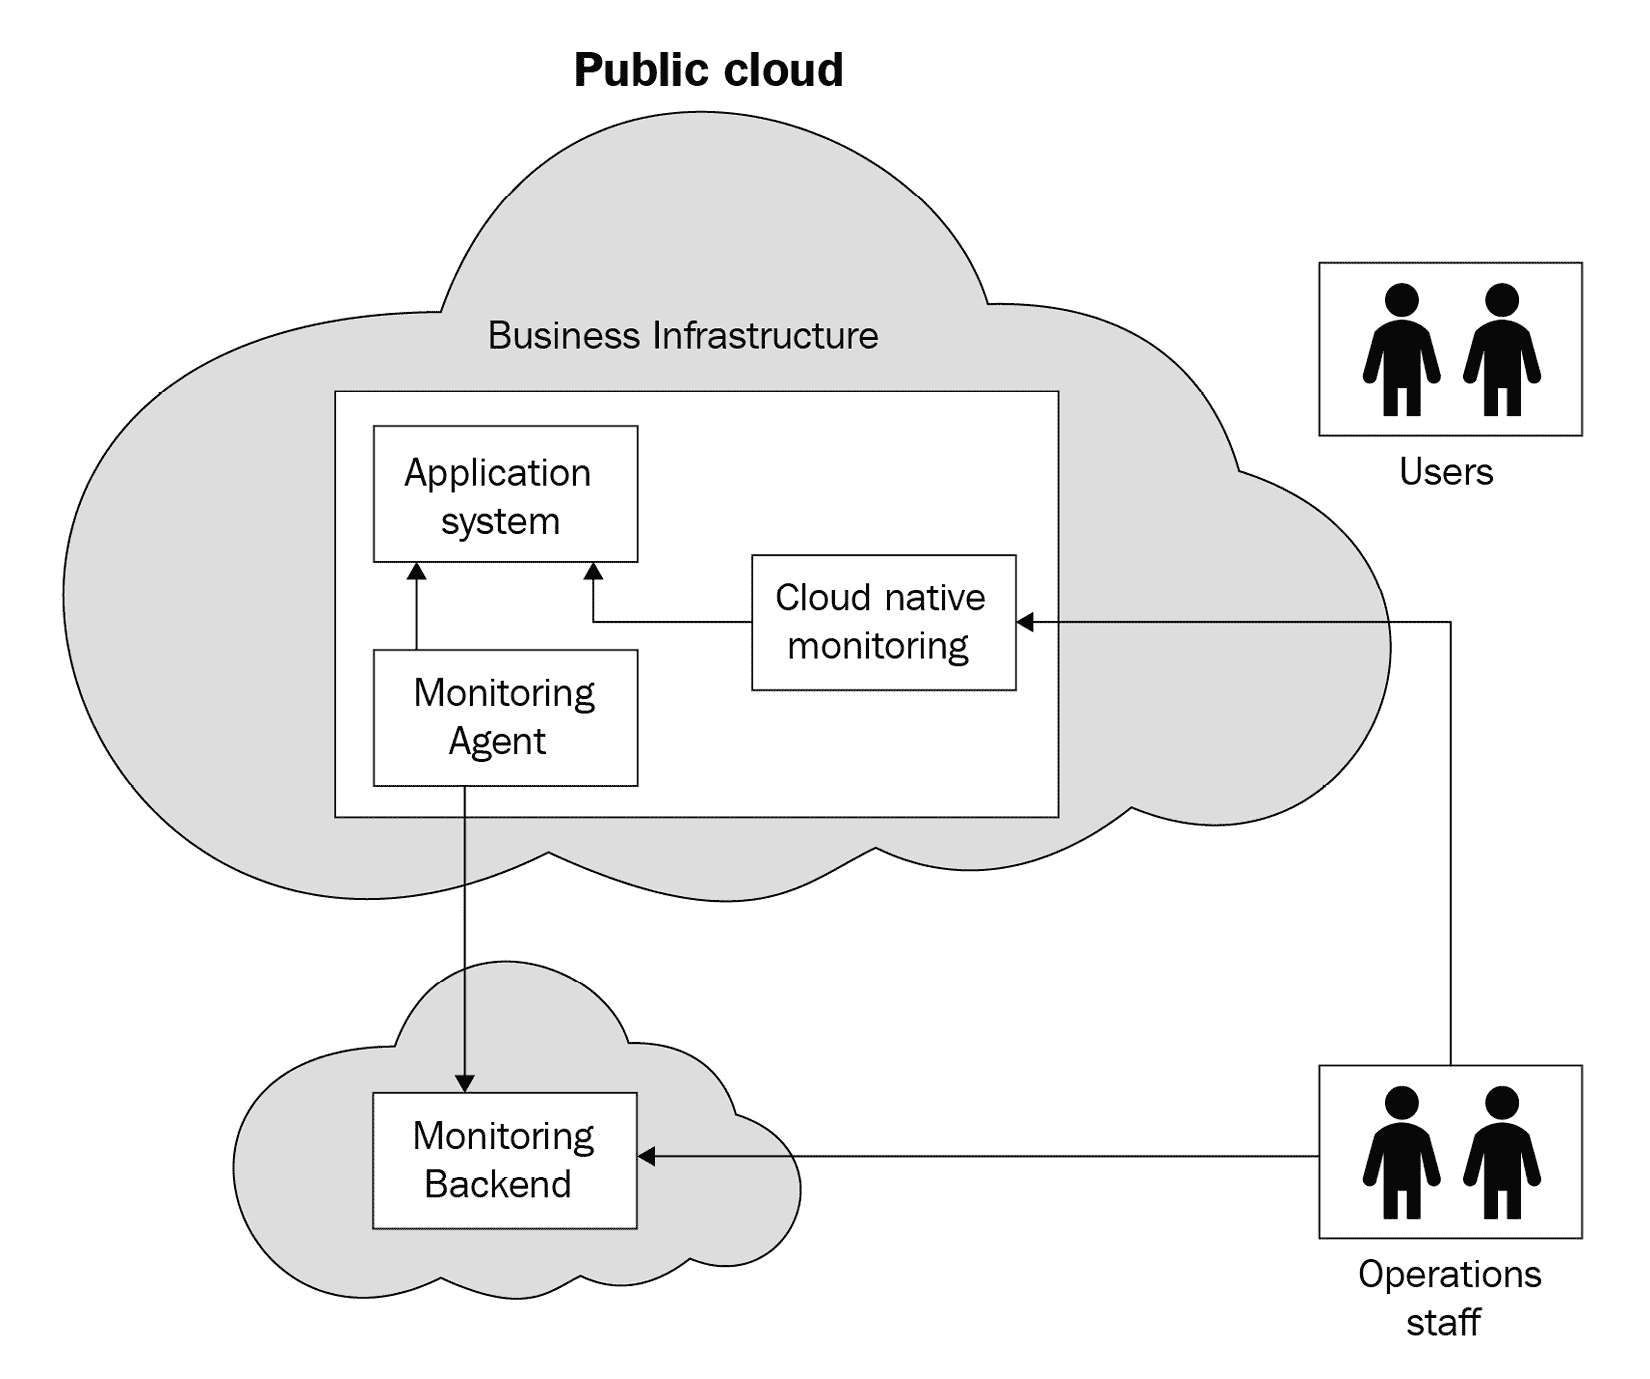 Public cloud
Business Infrastructure
Application
system
Cloud native
monitoring
Monitoring
Agent
Users
Monitoring
Backend
Operations
staff